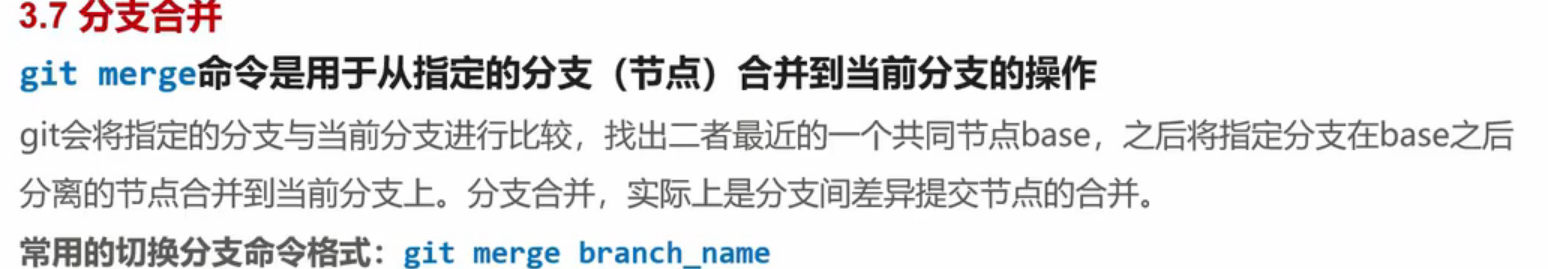 3.7 分支合并
git merge命令是用于从指定的分支（节点）合并到当前分支的操作
git会将指定的分支与当前分支进行比较，找出二者最近的一个共同节点base，之后将指定分支在base之后
分离的节点合并到当前分支上。分支合并，实际上是分支间差异提交节点的合并。
常用的切换分支命令格式：git merge branch_name